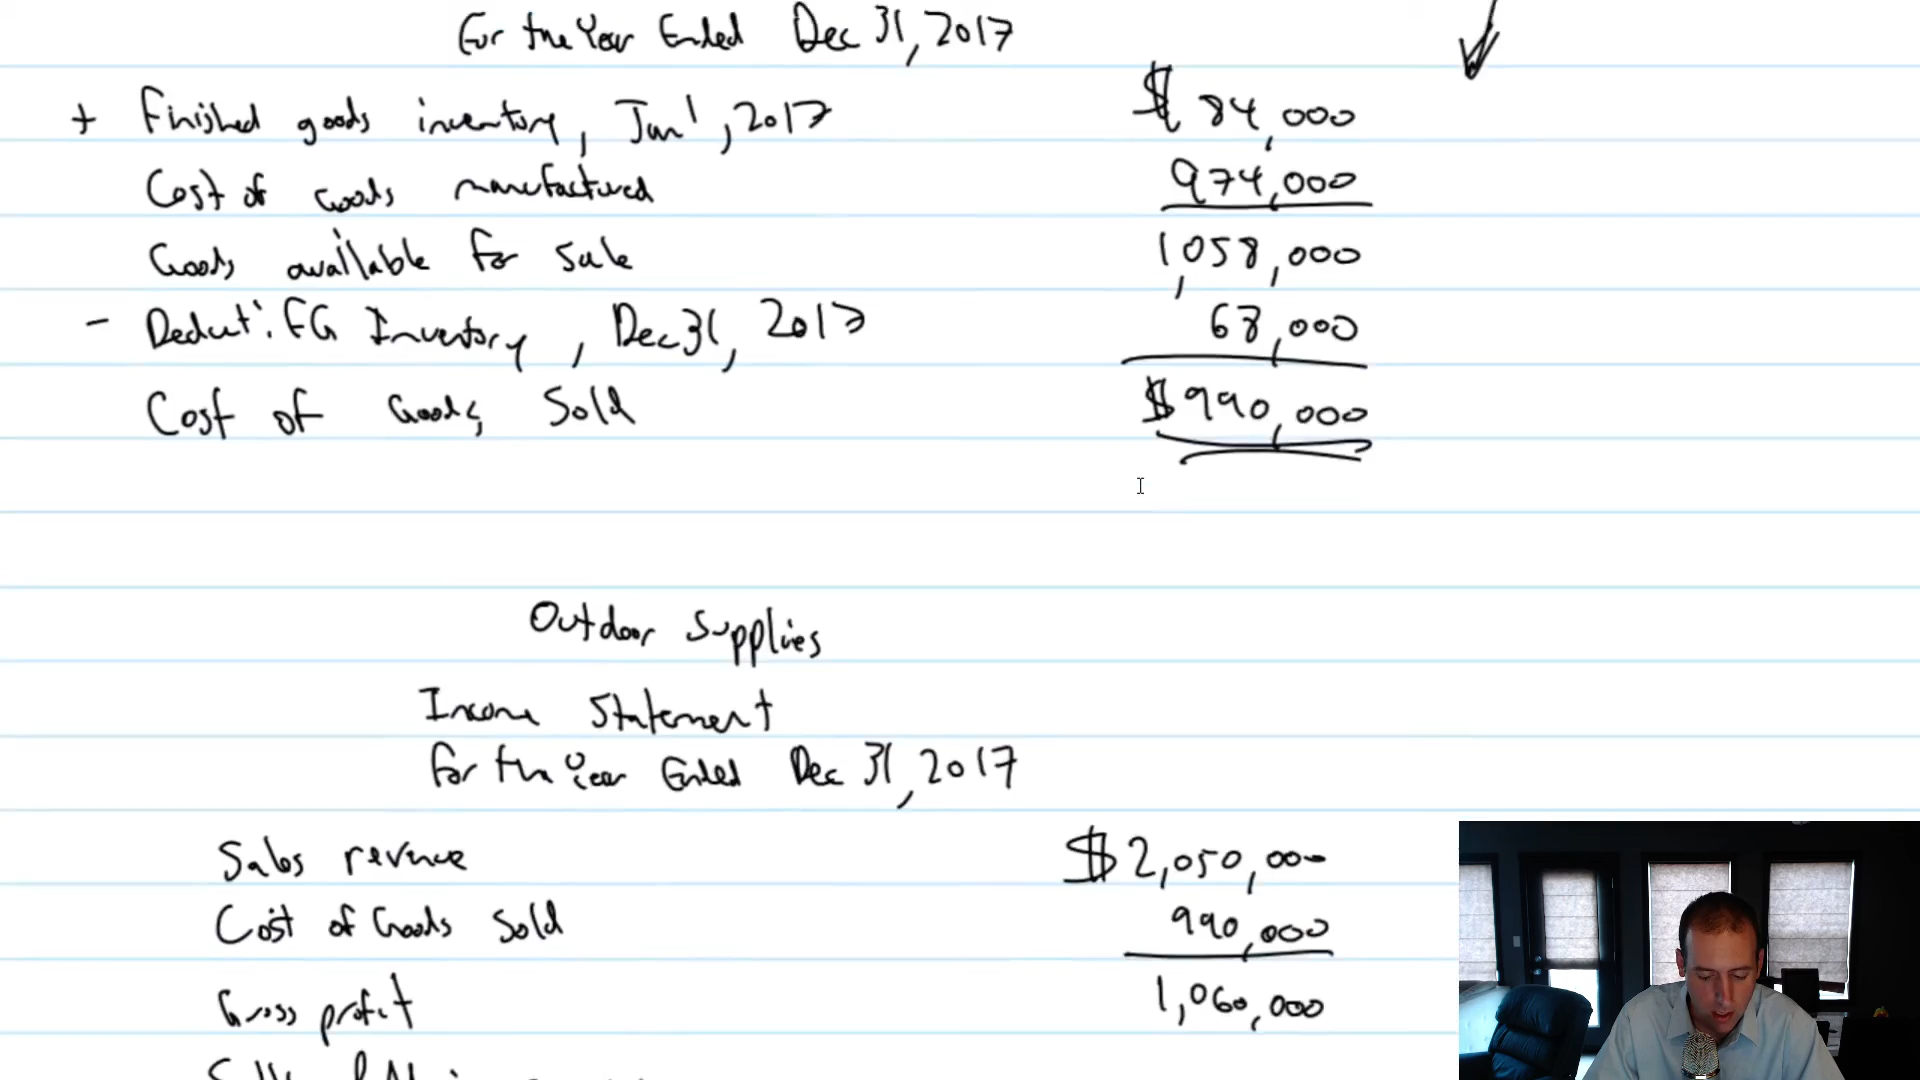 For the Year Ended Dec 31, 2017
+ Finished goods inventory, Jan 1, 2017 $ 84,000
Cost of Goods manufactured 974,000
Goods available for sale 1,058,000
- Deduct: FG Inventory, Dec 31, 2017 68,000
Cost of Goods Sold $ 990,000
Outdoor Supplies
Income Statement
For the Year Ended Dec 31, 2017
Sales revenue $ 2,050,000
Cost of Goods Sold 990,000
Gross profit 1,060,000